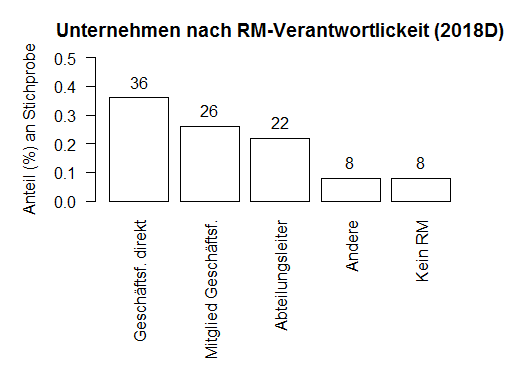 Unternehmen nach RM-Verantwortlickeit (2018D)
Anteil (%) an Stichprobe
0.5
0.4
0.3
0.2
0.1
0.0
36
26
22
8
8
Geschäftsf. direkt
Mitglied Geschäftsf.
Abteilungsleiter
Andere
Kein RM